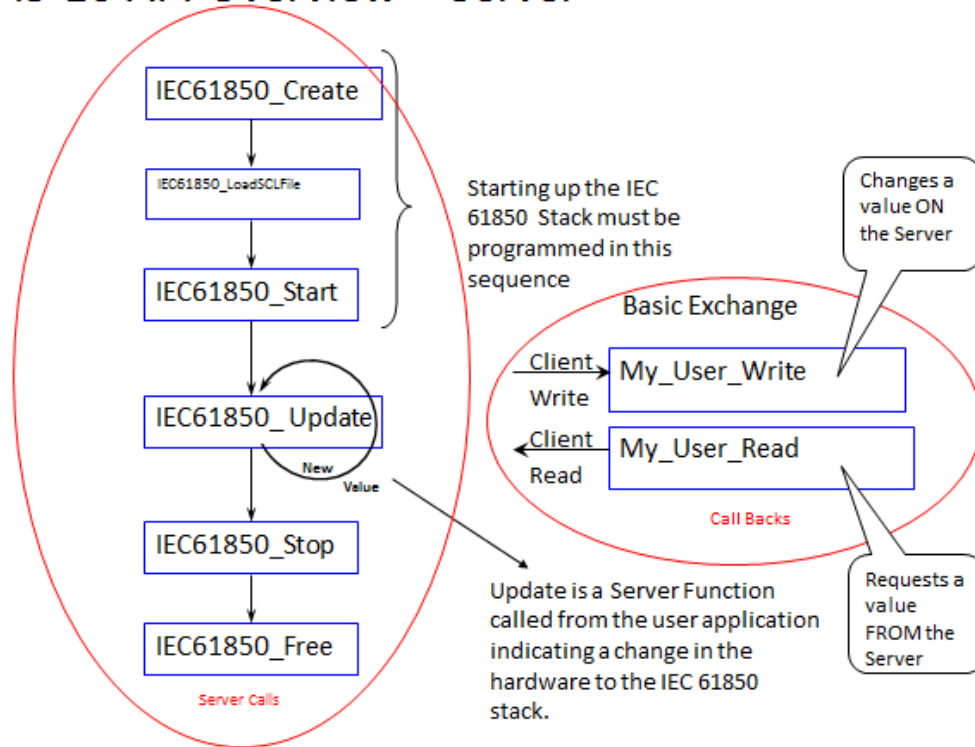 IEC61850_Create
IEC61850_LoadSCLFile
IEC61850_Start
IEC61850_ Update
New
Value
IEC61850_Stop
IEC61850_Free
Server Calls
Starting up the IEC
61850 Stack must be
programmed in this
sequence
Changes a
value ON
the Server
Basic Exchange
Client
Write
My_User_Write
Client
Read
My_User_Read
Call Backs
Requests a
value
FROM the
Server
Update is a Server Function
called from the user application
indicating a change in the
hardware to the IEC 61850
stack.